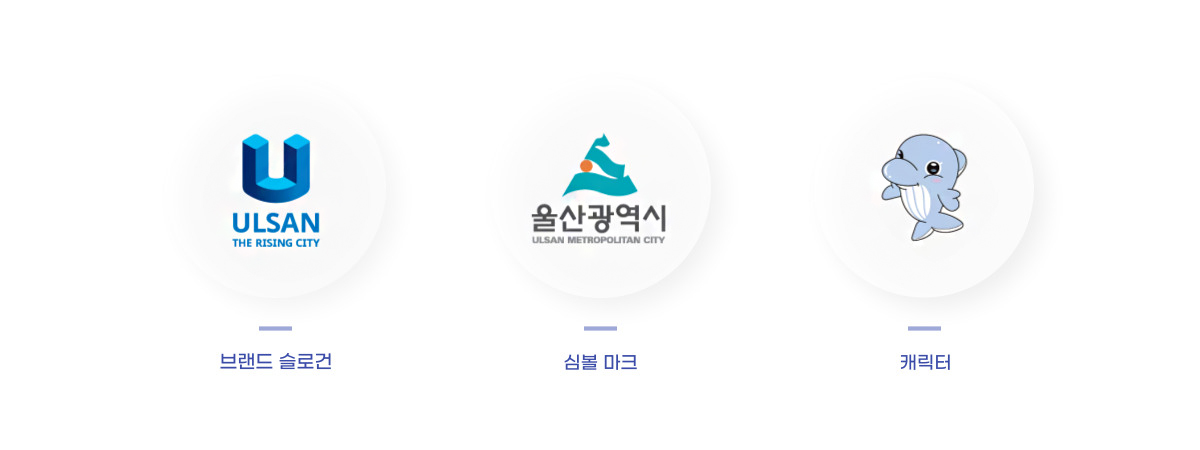 ULSAN
THE RISING CITY
울산광역시
ULSAN METROPOLITAN CITY
브랜드 슬로건
심볼 마크
캐릭터